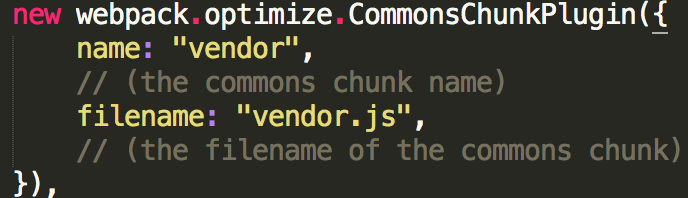 new webpack.optimize.CommonsChunkPlugin({
name: "vendor",
// (the commons chunk name)
filename: "vendor.js",
// (the filename of the commons chunk)
}),